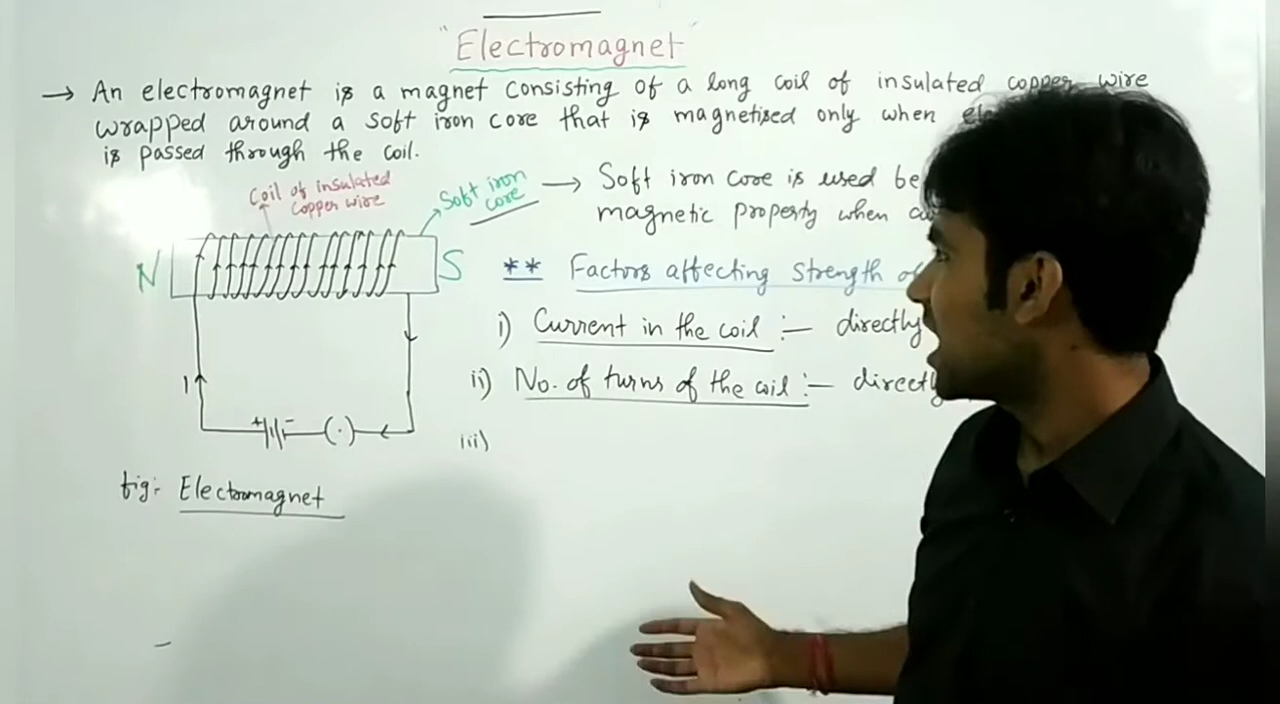 "Electromagnet"
→ An electromagnet is a magnet consisting of a long coil of insulated copper wire
wrapped around a soft iron core that is magnetised only when
is passed through the coil.
Coil of insulated
copper wire
Soft iron
core
→ Soft iron core is used
magnetic property when
N
S
** Factors affecting strength
i) Current in the coil :- directly
ii) No. of turns of the coil :- directly
iii)
+ -
(·)
fig:- Electromagnet